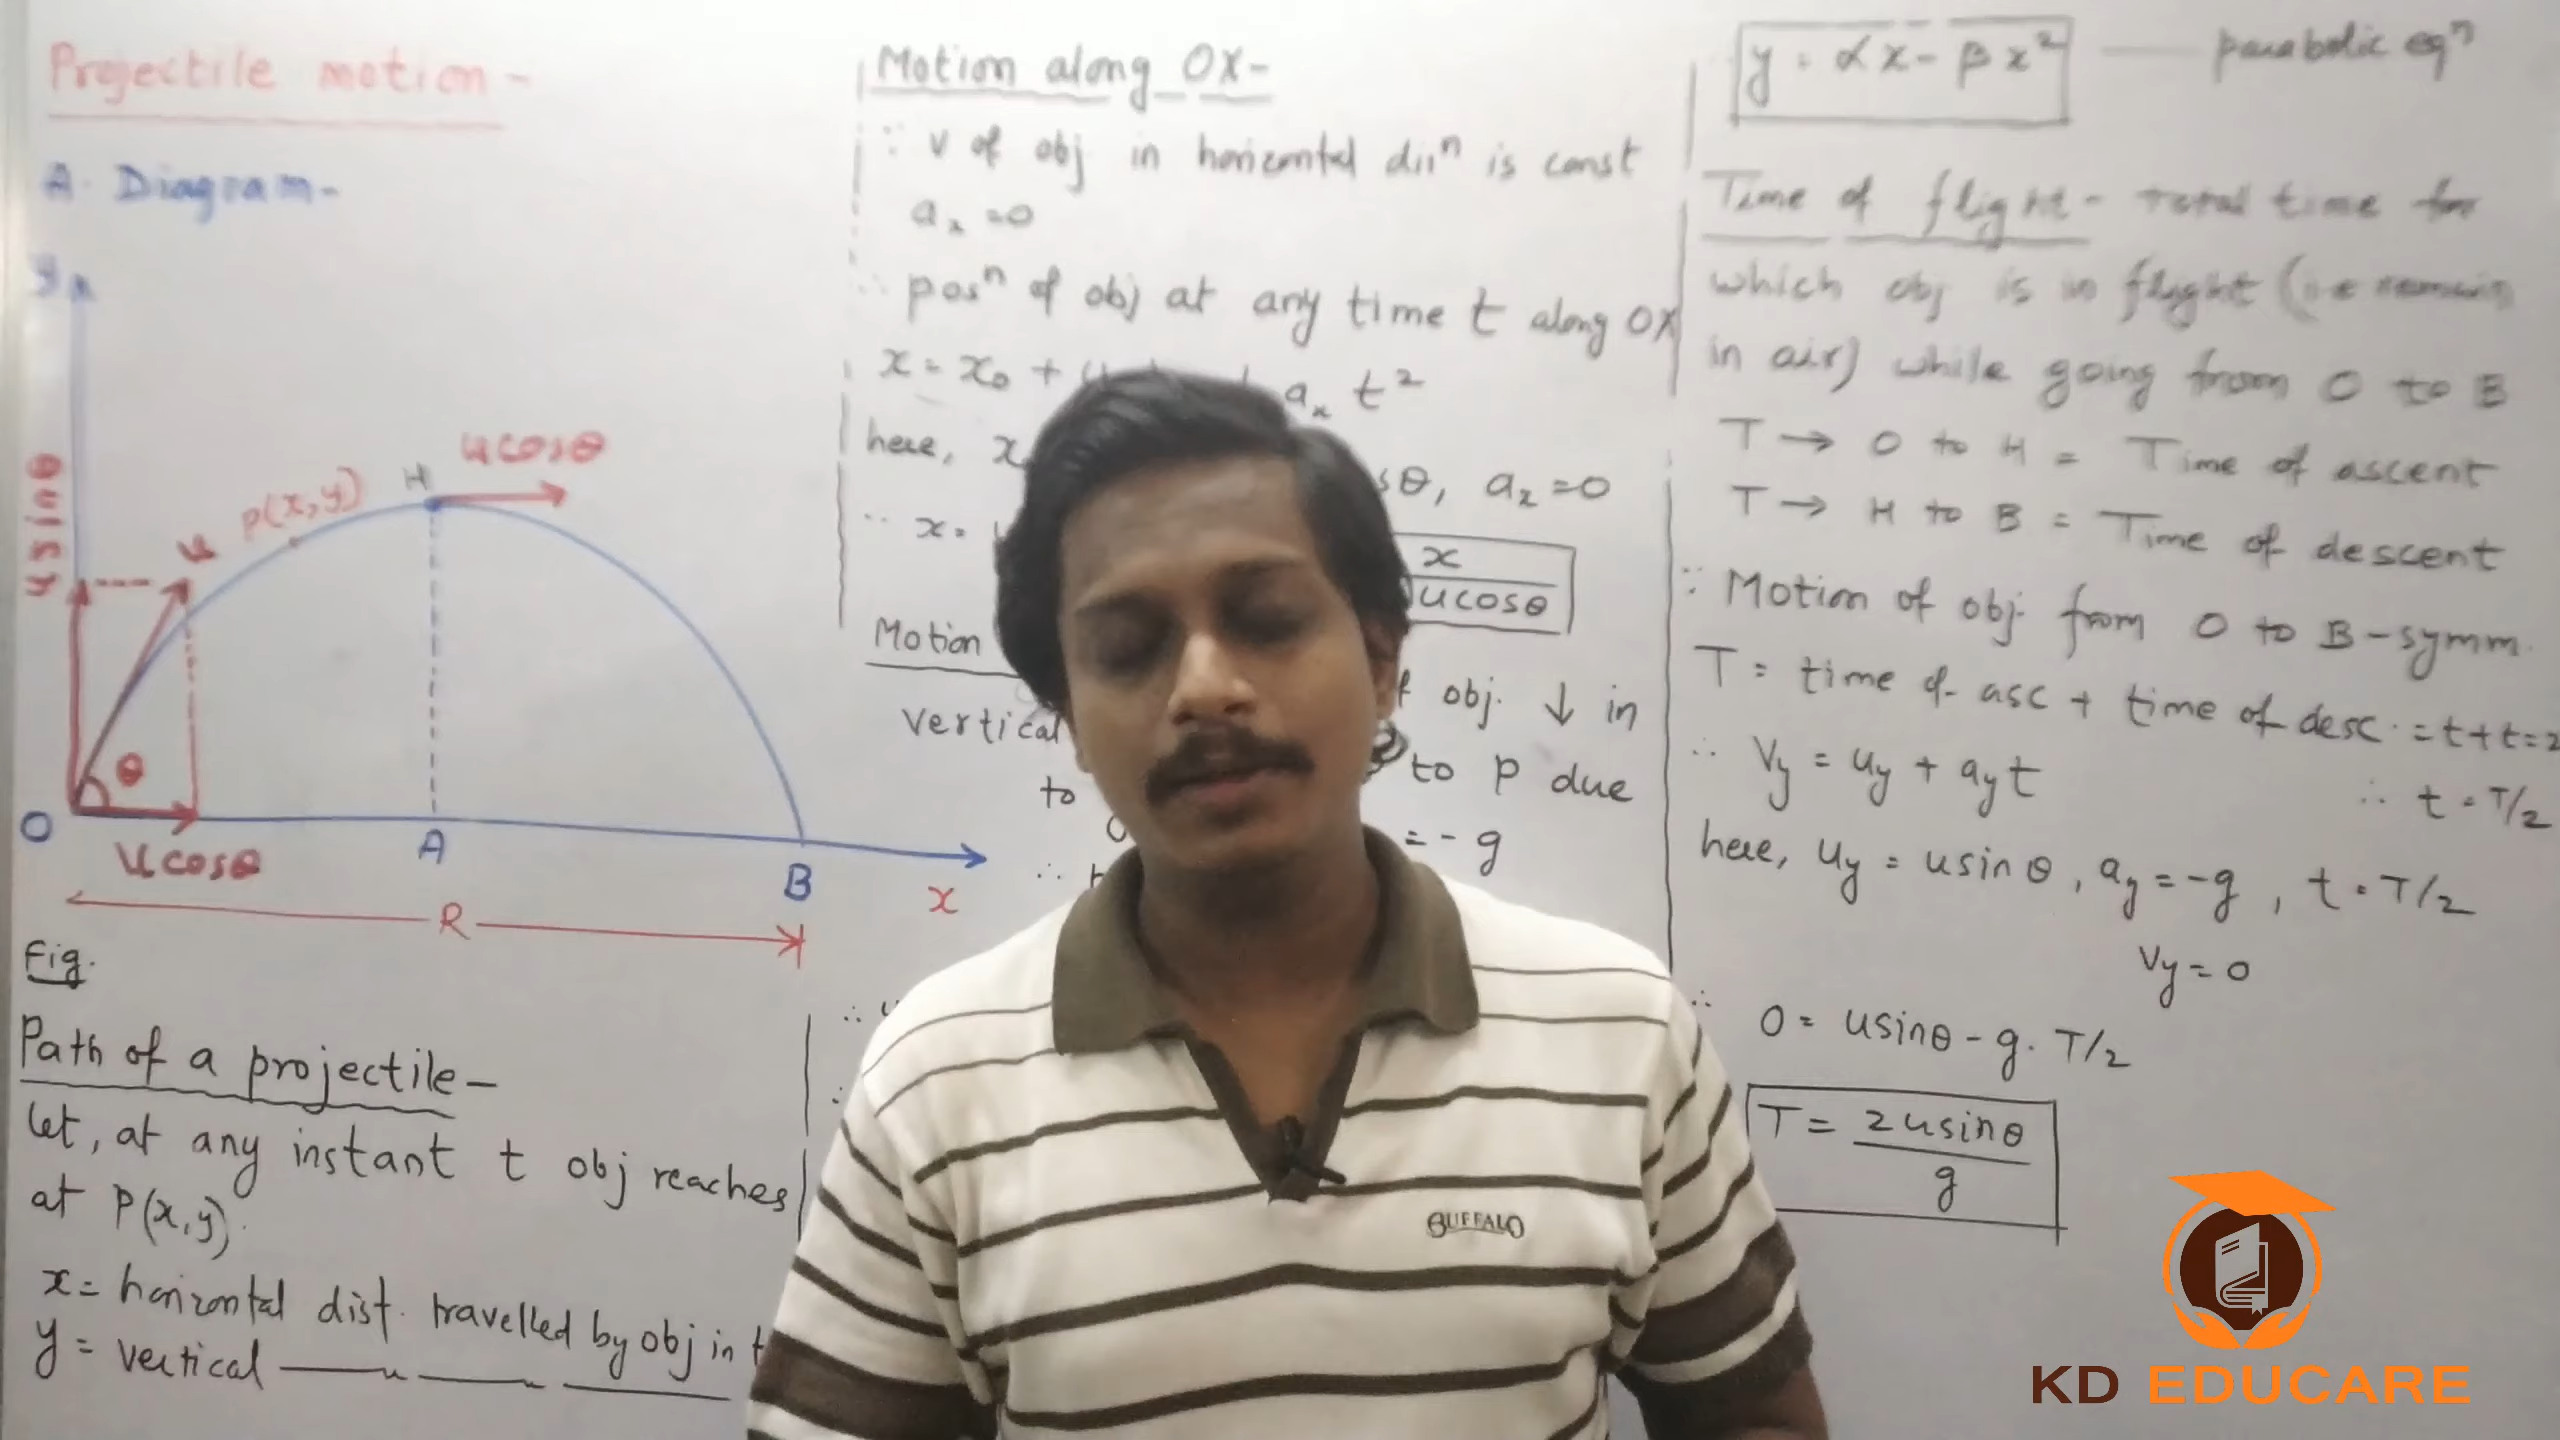 Projectile motion-
A. Diagram-
y
usinθ
u
P(x,y)
H
ucosθ
θ
O
ucosθ
A
B
x
R
Fig.
Path of a projectile-
let, at any instant t obj reaches
at P(x,y).
x= horizontal dist. travelled by obj in t
y= vertical
Motion along OX-
∵ v of obj in horizontal dirⁿ is const
aₓ=0
∴ posⁿ of obj at any time t along OX
x= x₀ + aₓ t²
here, x θ, aₓ=0
∴ x=
x
ucosθ
Motion
vertical obj. ↓ in
to to P due
= -g
y = αx- βx² — parabolic eqⁿ
Time of flight- Total time for
which obj is in flight (i.e remain
in air) while going from O to B
T → O to H = Time of ascent
T → H to B = Time of descent
∵ Motion of obj. from O to B-symm.
T= time of asc + time of desc. =t+t=2
∴ Vy = uy + ayt
∴ t=T/2
here, uy = usinθ, ay=-g, t=T/2
Vy=0
∴ 0= usinθ-g. T/2
T= 2usinθ
g
BUFFALO
KD EDUCARE